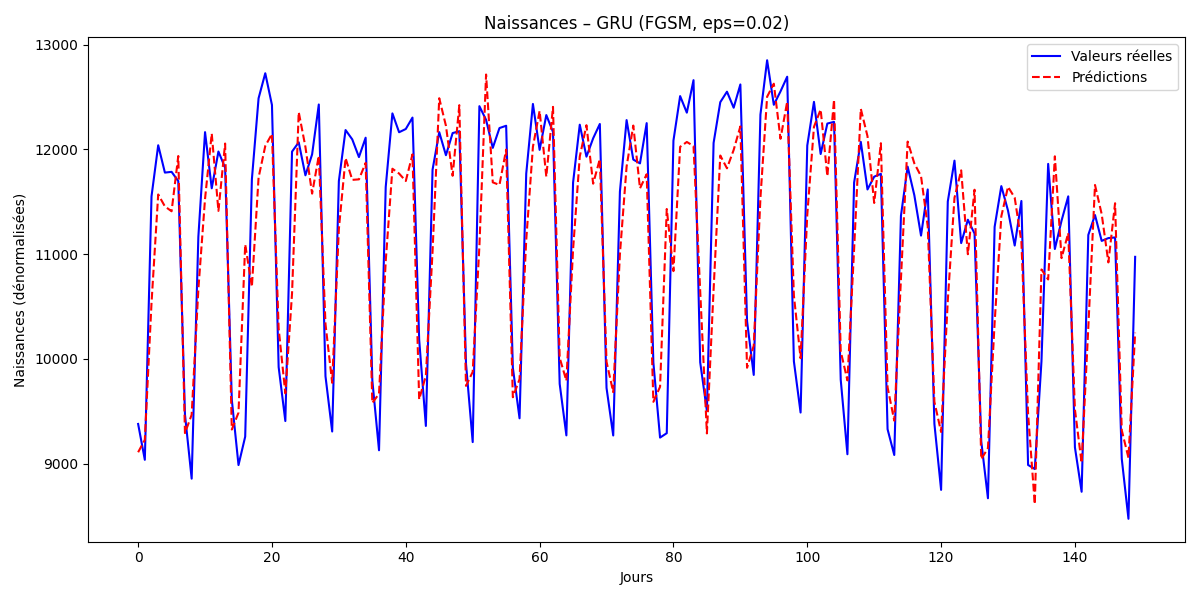 Naissances – GRU (FGSM, eps=0.02)
Valeurs réelles
Prédictions
Naissances (dénormalisées)
13000
12000
11000
10000
9000
0 20 40 60 80 100 120 140
Jours